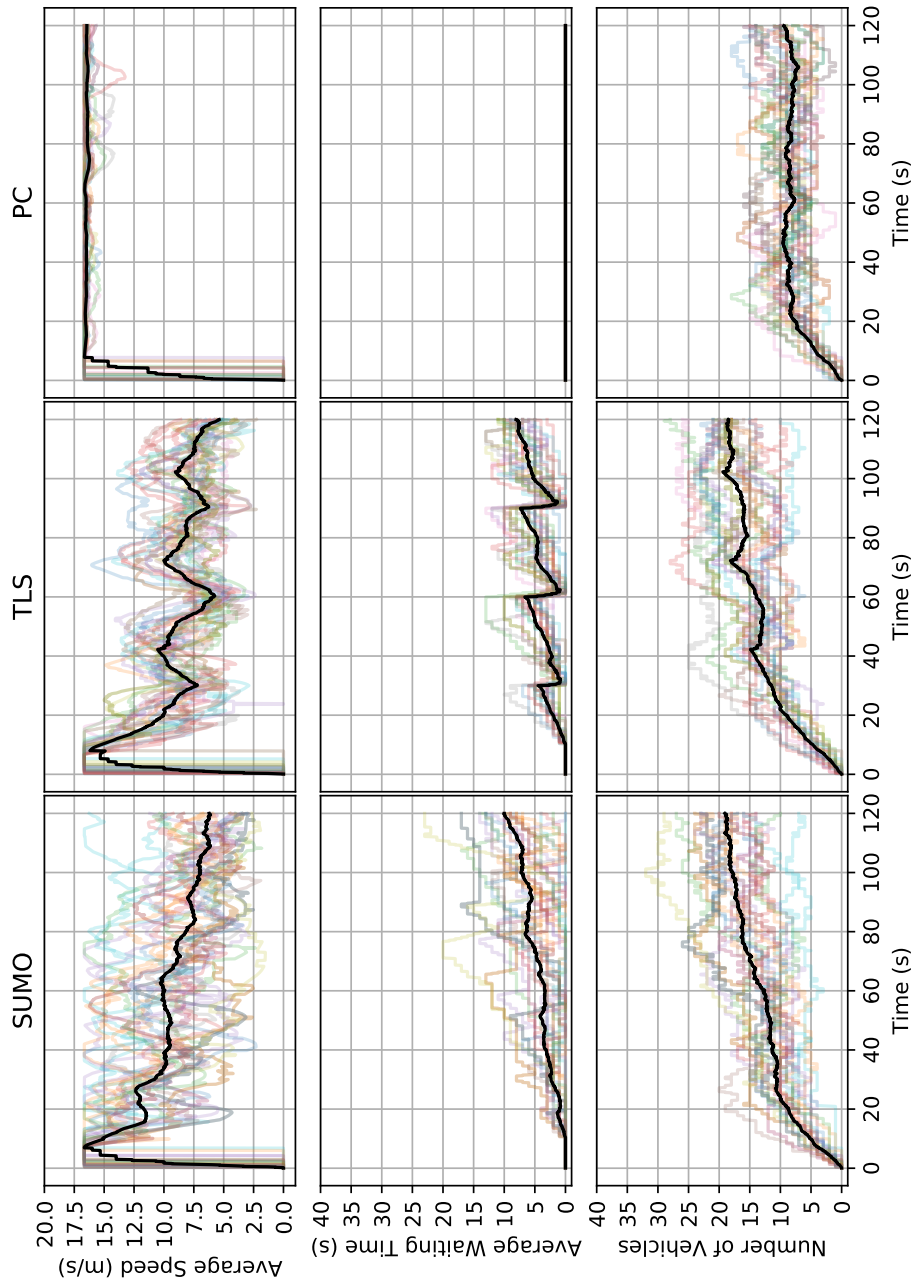 SUMO
TLS
PC
Average Speed (m/s)
20.0
17.5
15.0
12.5
10.0
7.5
5.0
2.5
0.0
Average Waiting Time (s)
40
35
30
25
20
15
10
5
0
Number of Vehicles
40
35
30
25
20
15
10
5
0
0 20 40 60 80 100 120
0 20 40 60 80 100 120
0 20 40 60 80 100 120
Time (s)
Time (s)
Time (s)